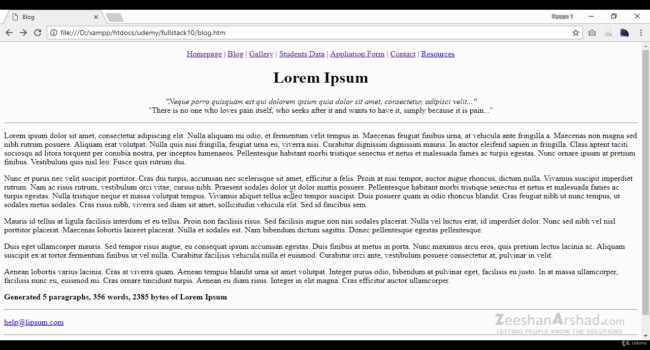 Blog
Person 1
file:///D:/xampp/htdocs/udemy/fullstack10/blog.htm
Homepage | Blog | Gallery | Students Data | Appliation Form | Contact | Resources
Lorem Ipsum
"Neque porro quisquam est qui dolorem ipsum quia dolor sit amet, consectetur, adipisci velit..."
"There is no one who loves pain itself, who seeks after it and wants to have it, simply because it is pain..."
Lorem ipsum dolor sit amet, consectetur adipiscing elit. Nulla aliquam mi odio, et fermentum velit tempus in. Maecenas feugiat finibus urna, at vehicula ante fringilla a. Maecenas non magna sed
nibh rutrum posuere. Aliquam erat volutpat. Nulla quis nisi fringilla, feugiat urna eu, viverra nisi. Curabitur dignissim dignissim mauris. In auctor eleifend sapien in fringilla. Class aptent taciti
sociosqu ad litora torquent per conubia nostra, per inceptos himenaeos. Pellentesque habitant morbi tristique senectus et netus et malesuada fames ac turpis egestas. Nunc ornare ipsum at pretium
finibus. Vestibulum quis nisl leo. Fusce quis rutrum dui.
Nunc et purus nec velit suscipit porttitor. Cras dui turpis, accumsan nec scelerisque sit amet, efficitur a felis. Proin at nisi tempor, auctor augue rhoncus, dictum nulla. Vivamus suscipit imperdiet
rutrum. Nam ac risus rutrum, vestibulum orci vitae, cursus nibh. Praesent sodales dolor ut dolor mattis posuere. Pellentesque habitant morbi tristique senectus et netus et malesuada fames ac
turpis egestas. Nulla tristique neque et massa volutpat tempus. Vivamus aliquet tellus ac leo tempor suscipit. Duis posuere quam in odio rhoncus blandit. Cras feugiat nibh ut nunc tempus, ut
sodales metus sodales. Cras risus nibh, viverra sed diam sit amet, sollicitudin vehicula elit. Sed id faucibus sem.
Mauris id tellus at ligula facilisis interdum et eu tellus. Proin non facilisis risus. Sed facilisis augue non nisi sodales placerat. Nulla vel luctus erat, id imperdiet dolor. Nunc sed nibh vel nisl
porttitor placerat. Maecenas lobortis laoreet placerat. Nulla et sodales est. Nam bibendum dictum sagittis. Donec pellentesque egestas pellentesque.
Duis eget ullamcorper mauris. Sed tempor risus augue, eu consequat ipsum accumsan egestas. Duis finibus at metus in porta. Nunc maximus arcu eros, quis pretium lectus lacinia ac. Aliquam
suscipit ex at tortor fermentum finibus ut vel nulla. Curabitur facilisis vehicula nulla et euismod. Curabitur orci ante, vestibulum posuere consectetur at, pulvinar in velit.
Aenean lobortis varius lacinia. Cras at viverra quam. Aenean tempus blandit urna sit amet volutpat. Integer purus odio, bibendum at pulvinar eget, facilisis eu justo. In at massa ullamcorper,
facilisis nunc eu, euismod mi. Cras ornare tincidunt turpis. Aenean eu diam risus. Integer in elit magna. Cras efficitur auctor ullamcorper.
Generated 5 paragraphs, 356 words, 2385 bytes of Lorem Ipsum
help@lipsum.com
ZeeshanArshad.com
LETTING PEOPLE KNOW THE SOLUTIONS
Udemy